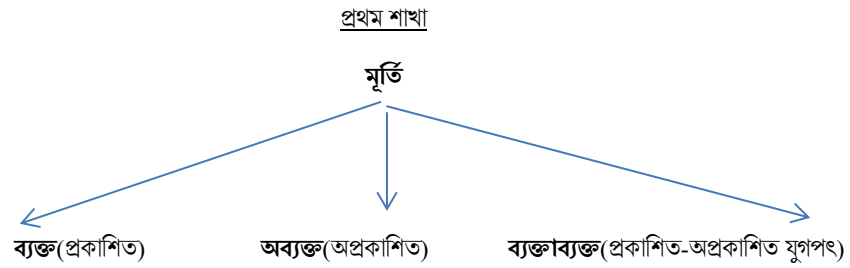 প্রথম শাখা
মূর্তি
ব্যক্ত(প্রকাশিত) অব্যক্ত(অপ্রকাশিত) ব্যক্তাব্যক্ত(প্রকাশিত-অপ্রকাশিত যুগপৎ)